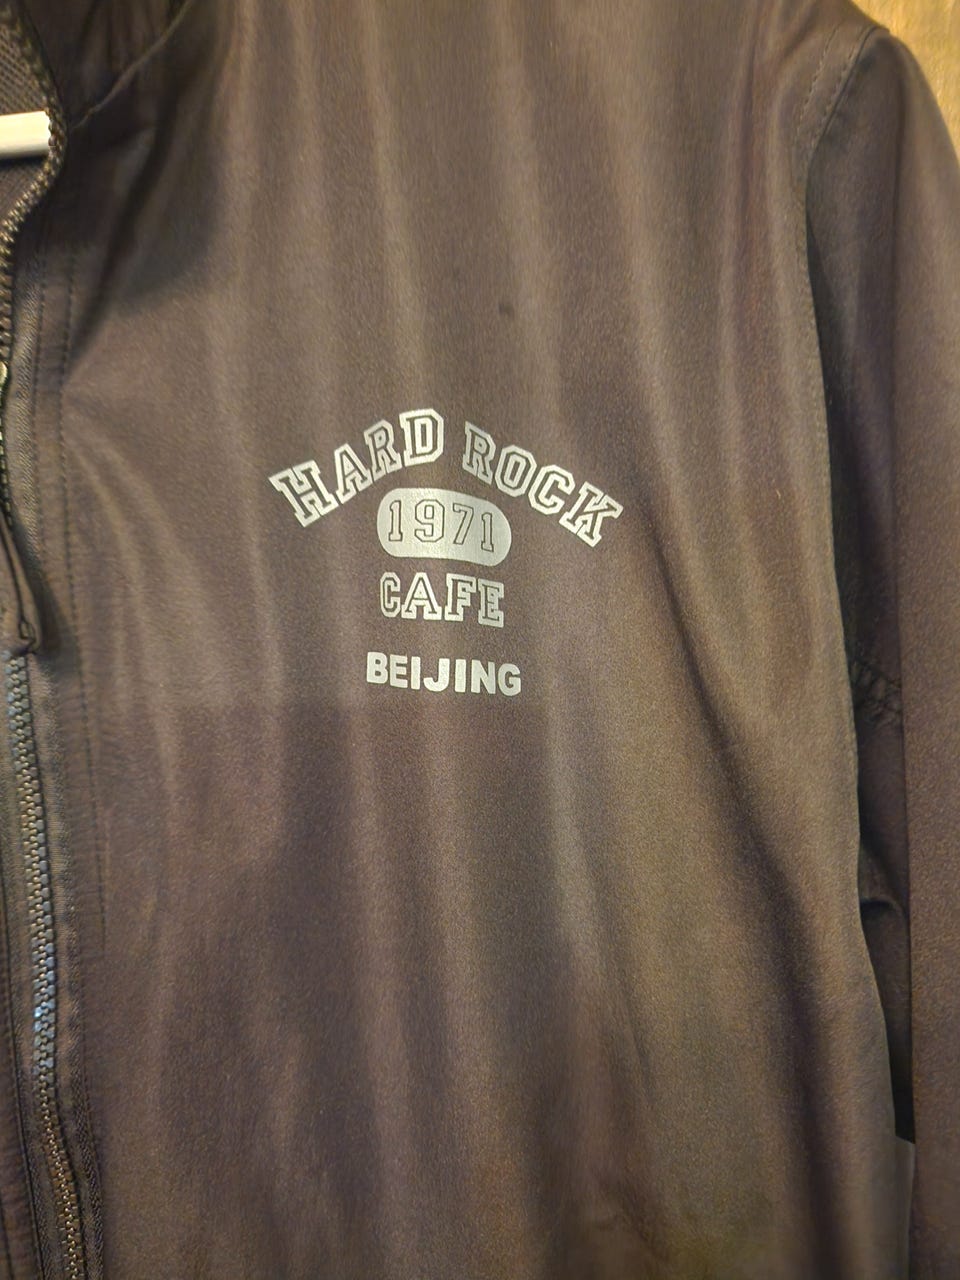 HARD ROCK
1971
CAFE
BEIJING